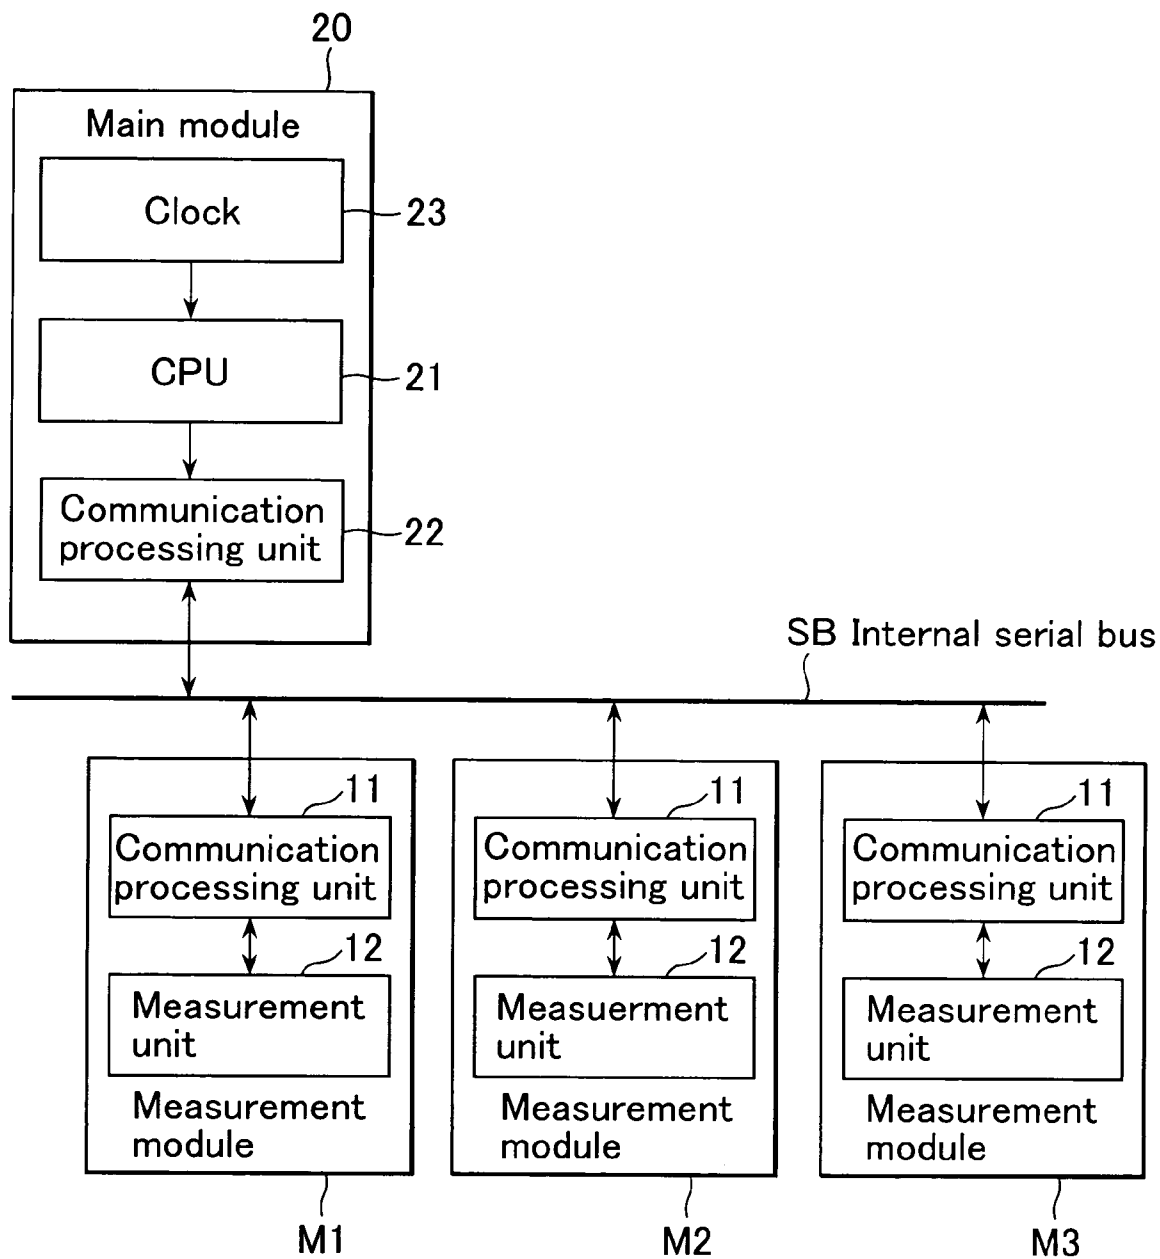 20
Main module
Clock
23
CPU
21
Communication
processing unit
22
SB Internal serial bus
11
Communication
processing unit
12
Measurement
unit
Measurement
module
M1
11
Communication
processing unit
12
Measuerment
unit
Measurement
module
M2
11
Communication
processing unit
12
Measurement
unit
Measurement
module
M3